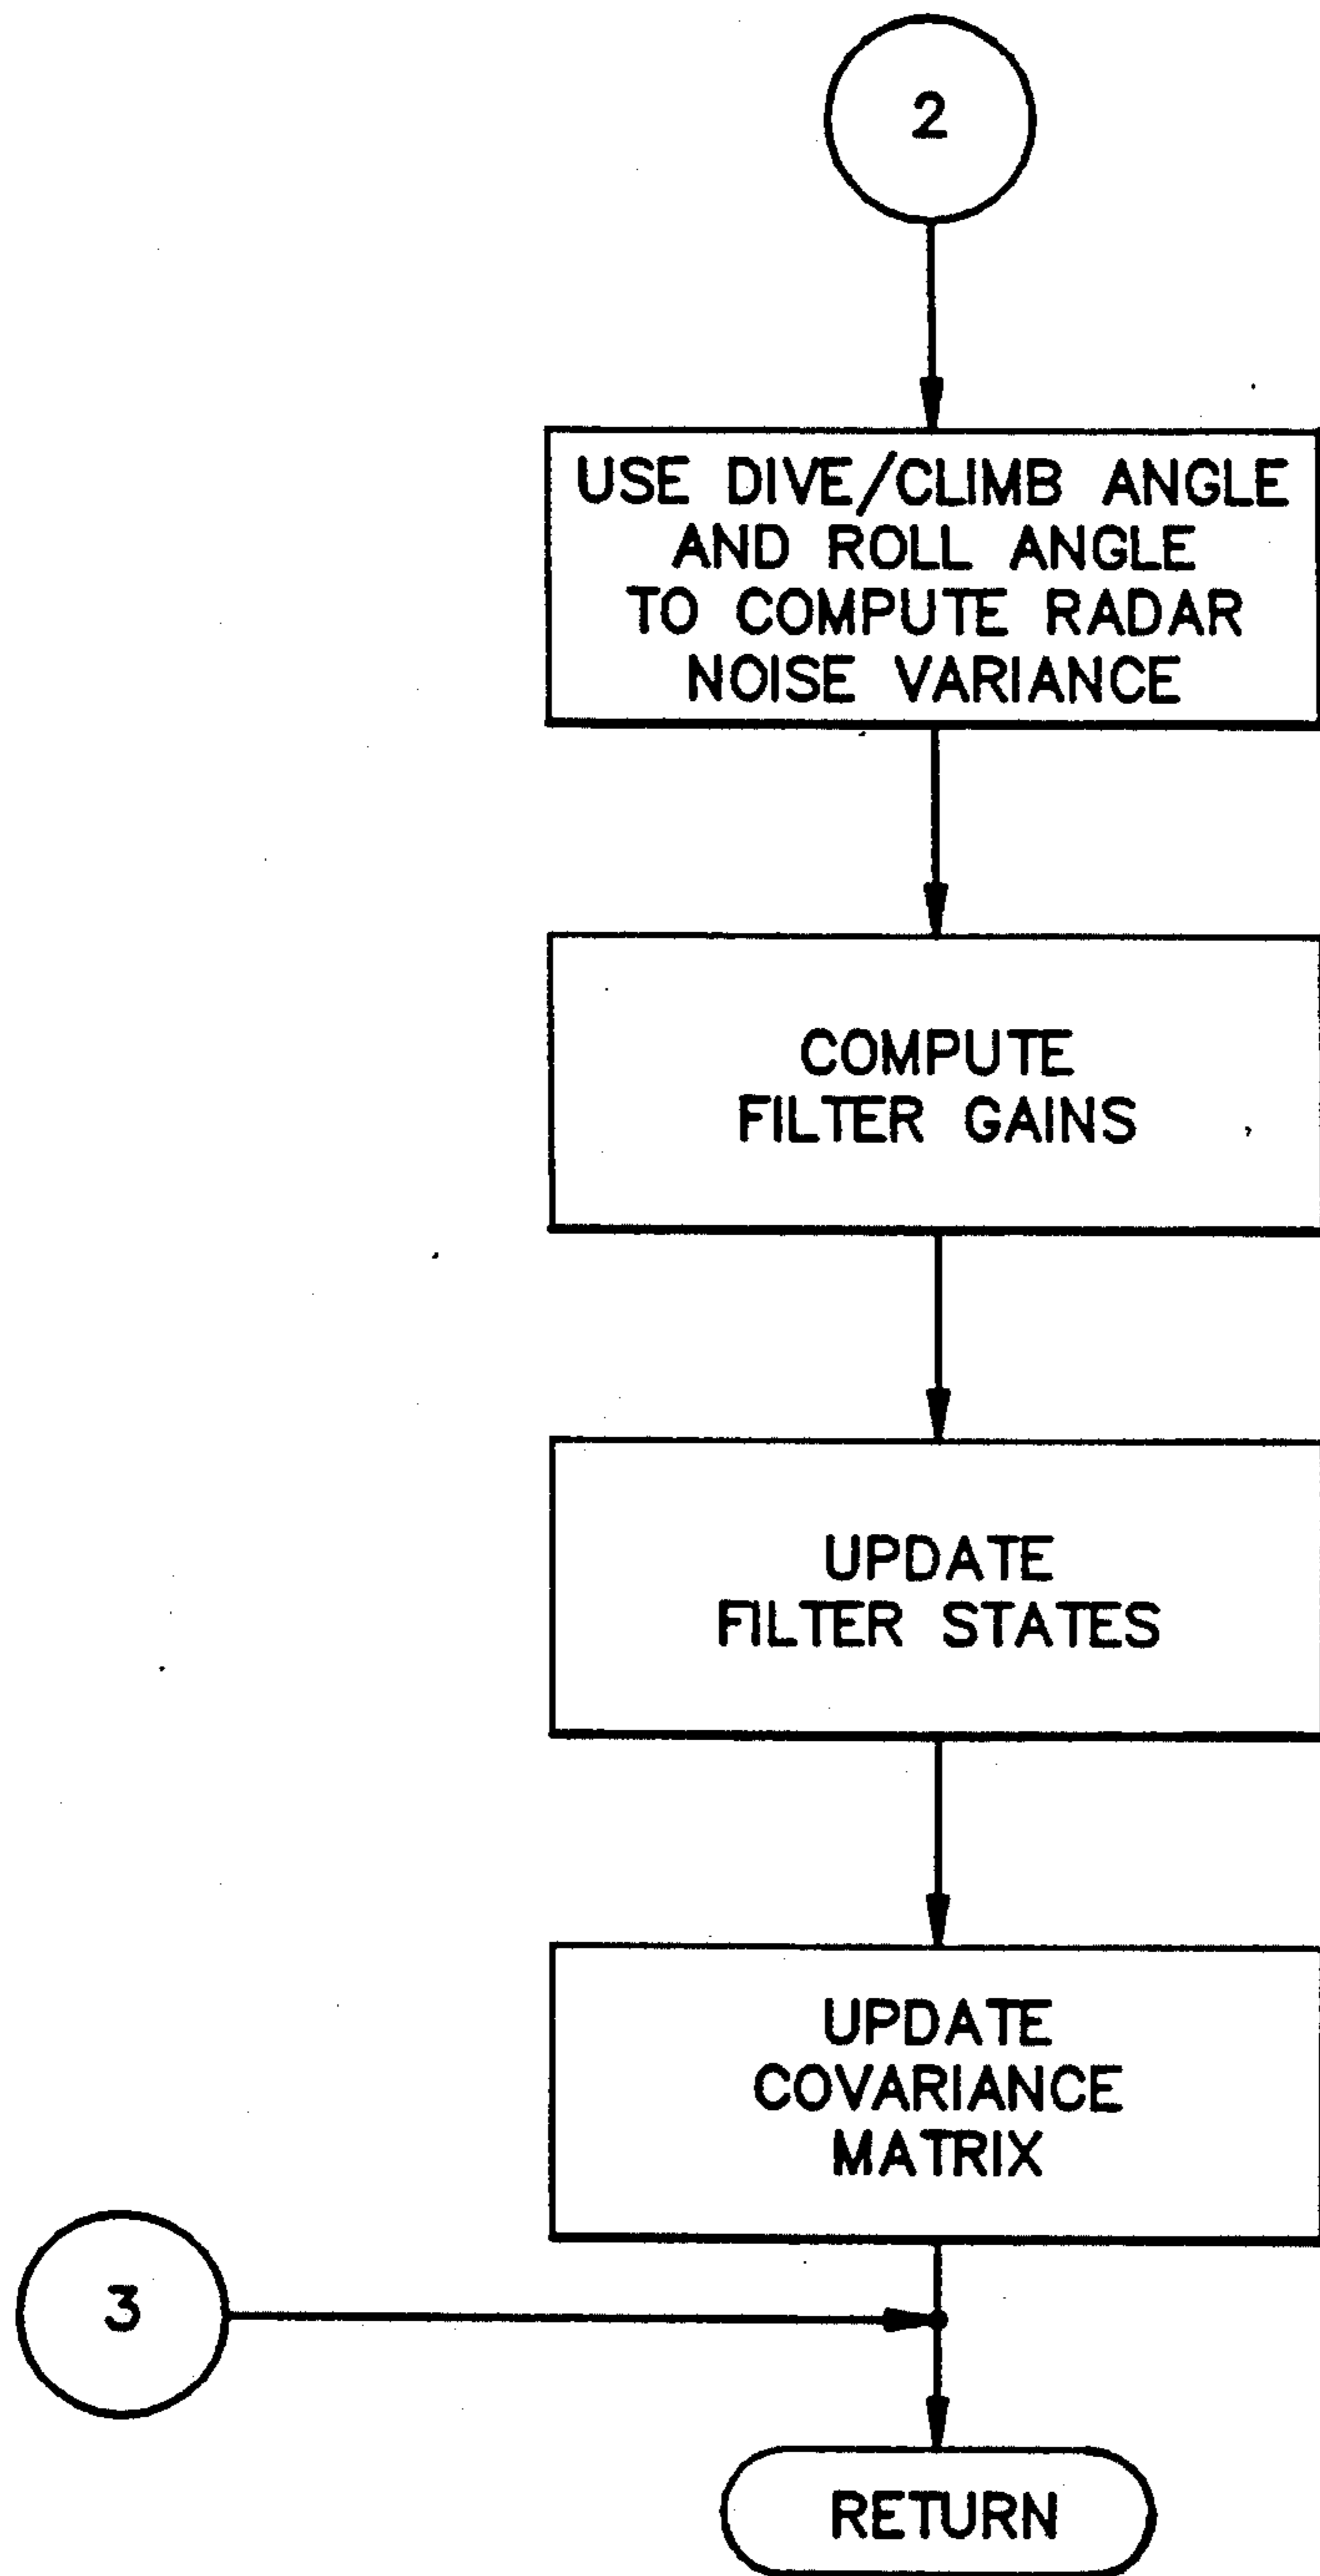 2
USE DIVE/CLIMB ANGLE
AND ROLL ANGLE
TO COMPUTE RADAR
NOISE VARIANCE
COMPUTE
FILTER GAINS
UPDATE
FILTER STATES
UPDATE
COVARIANCE
MATRIX
3
RETURN